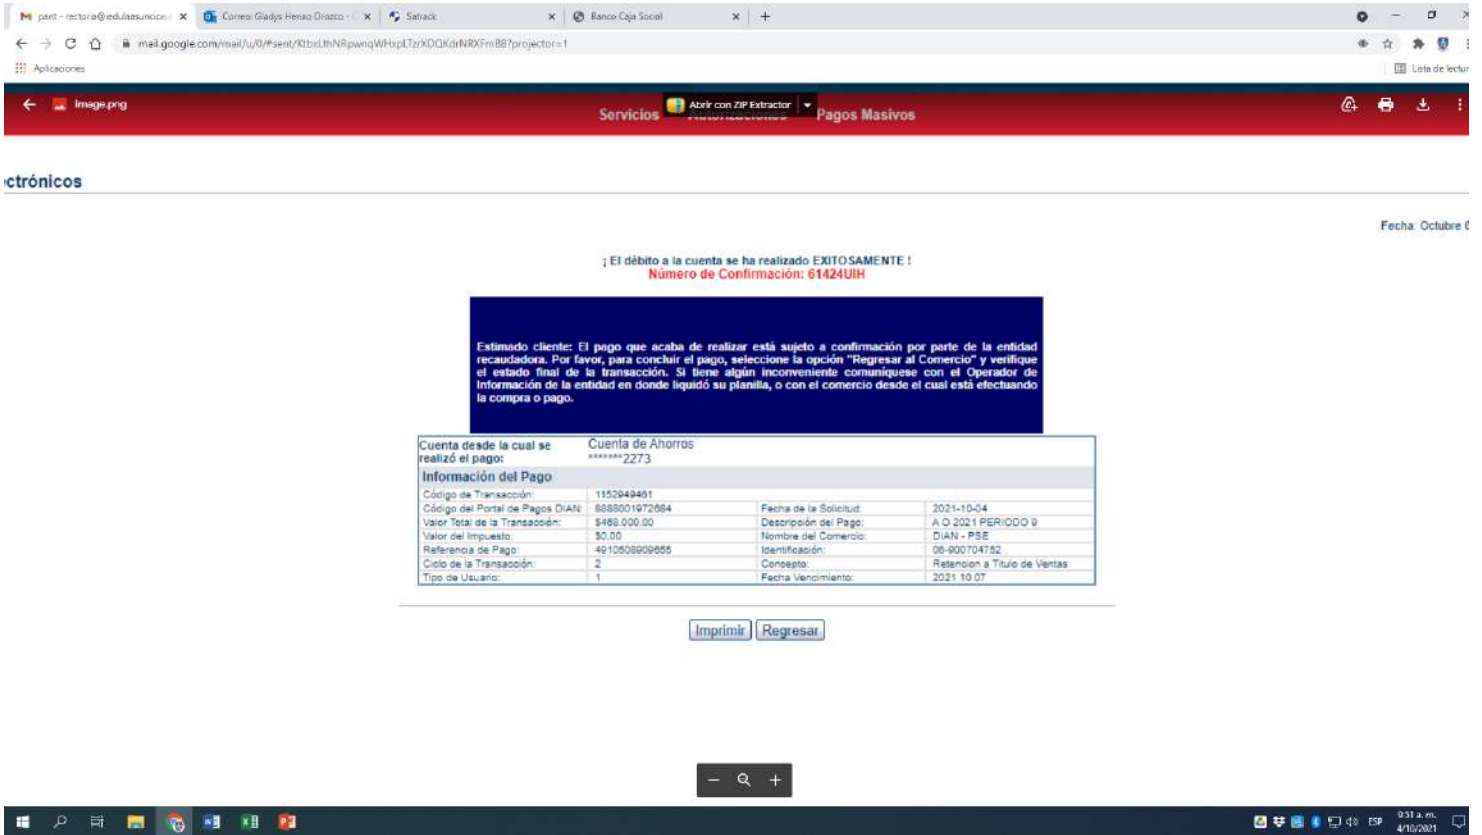 pant - rectoria@edulaasuncion.c
Correo: Gladys Henao Orozco - C
Satrack
Banco Caja Social
mail.google.com/mail/u/0/#sent/
?projector=1
Aplicaciones
Lista de lectur
image.png
Abrir con ZIP Extractor
Servicios
Autorizaciones
Pagos Masivos
ectrónicos
Fecha: Octubre 0
¡ El débito a la cuenta se ha realizado EXITOSAMENTE !
Número de Confirmación: 61424UIH
Estimado cliente: El pago que acaba de realizar está sujeto a confirmación por parte de la entidad
recaudadora. Por favor, para concluir el pago, seleccione la opción "Regresar al Comercio" y verifique
el estado final de la transacción. Si tiene algún inconveniente comuníquese con el Operador de
Información de la entidad en donde liquidó su planilla, o con el comercio desde el cual está efectuando
la compra o pago.
Cuenta desde la cual se
realizó el pago:
Cuenta de Ahorros
*******2273
Información del Pago
Código de Transacción: 1152949461
Código del Portal de Pagos DIAN: 8888001972684 Fecha de la Solicitud: 2021-10-04
Valor Total de la Transacción: $468.000,00 Descripción del Pago: A O 2021 PERIODO 9
Valor del Impuesto: $0,00 Nombre del Comercio: DIAN - PSE
Referencia de Pago: 4910508909655 Identificación: 06-900704752
Ciclo de la Transacción: 2 Concepto: Retencion a Titulo de Ventas
Tipo de Usuario: 1 Fecha Vencimiento: 2021 10 07
Imprimir
Regresar
ESP
9:51 a. m.
4/10/2021